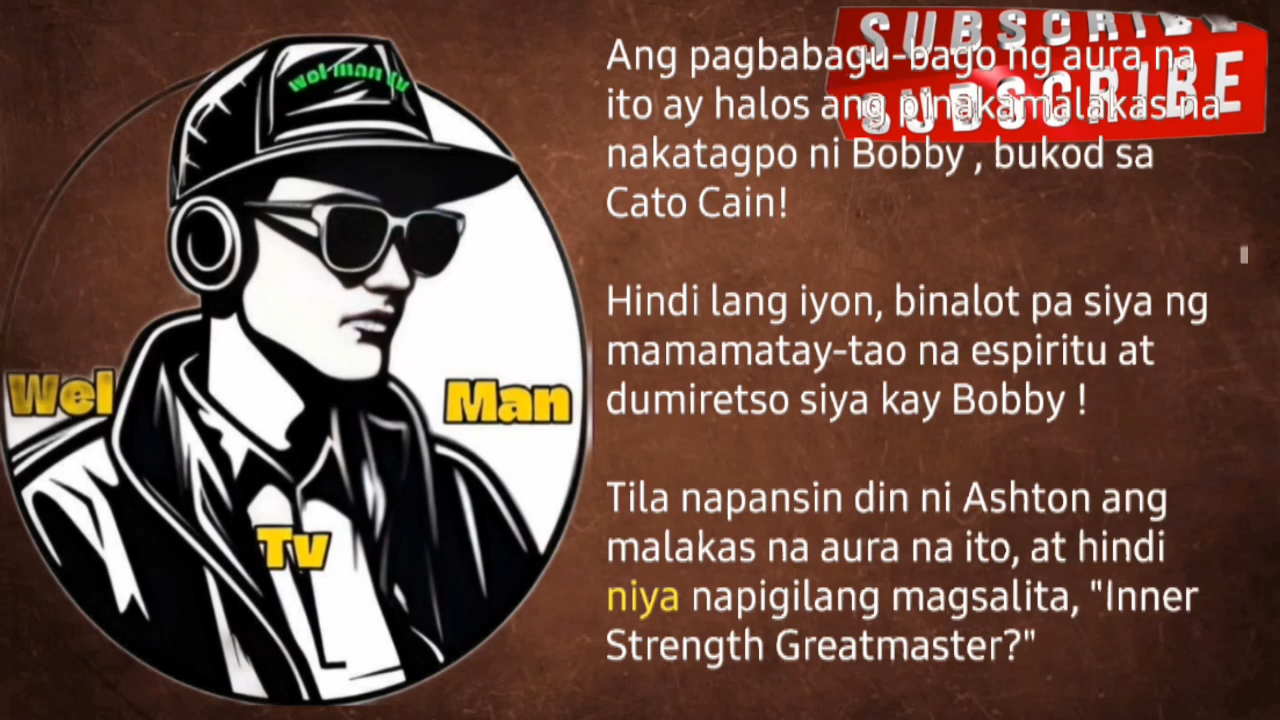 wel man tv
Wel
Man
Tv
SUBSCRIBE
SUBSCRIBE
Ang pagbabagu-bago ng aura na
ito ay halos ang pinakamalakas na
nakatagpo ni Bobby , bukod sa
Cato Cain!
Hindi lang iyon, binalot pa siya ng
mamamatay-tao na espiritu at
dumiretso siya kay Bobby !
Tila napansin din ni Ashton ang
malakas na aura na ito, at hindi
niya napigilang magsalita, "Inner
Strength Greatmaster?"